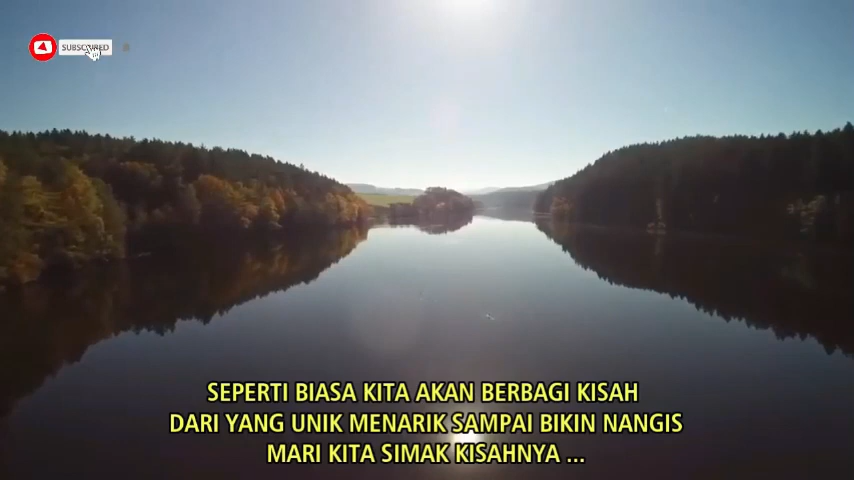 SUBSCRIBED
SEPERTI BIASA KITA AKAN BERBAGI KISAH
DARI YANG UNIK MENARIK SAMPAI BIKIN NANGIS
MARI KITA SIMAK KISAHNYA ...